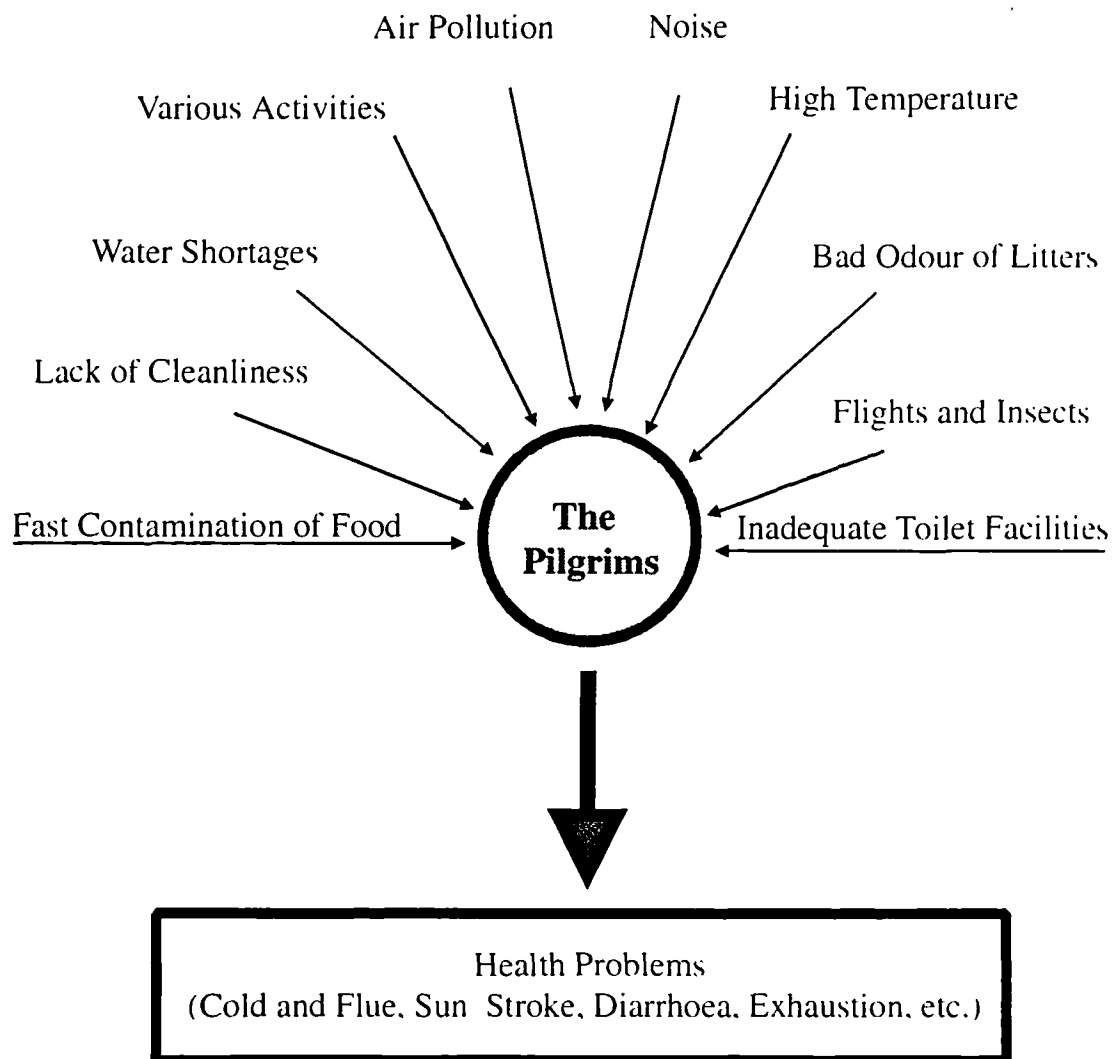 Air Pollution Noise
Various Activities High Temperature
Water Shortages Bad Odour of Litters
Lack of Cleanliness
Flights and Insects
Fast Contamination of Food Inadequate Toilet Facilities
The
Pilgrims
Health Problems
(Cold and Flue, Sun Stroke, Diarrhoea, Exhaustion, etc.)